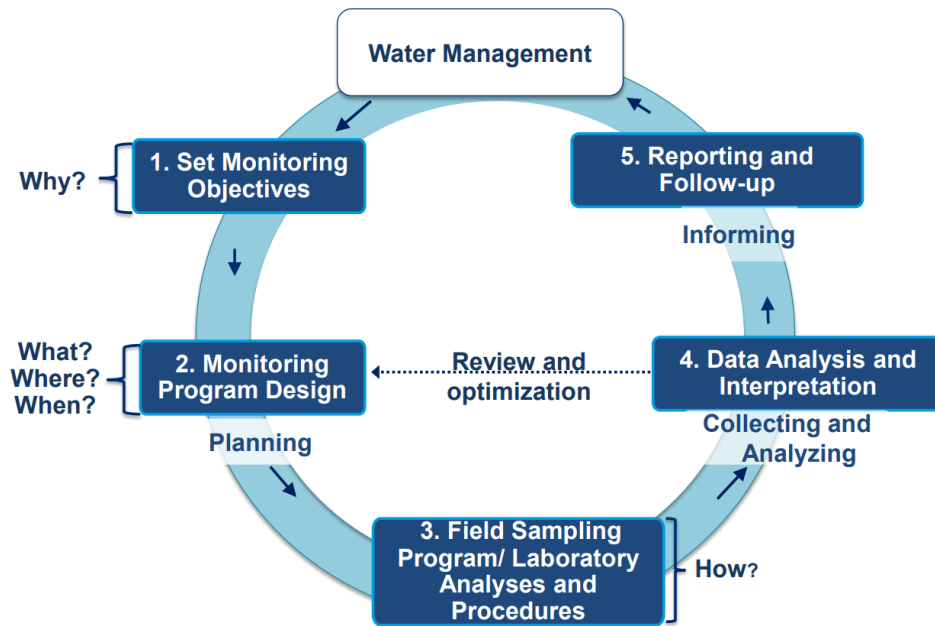 Water Management
1. Set Monitoring
Objectives
Why?
5. Reporting and
Follow-up
Informing
What?
Where?
When?
2. Monitoring
Program Design
Planning
Review and
optimization
4. Data Analysis and
Interpretation
Collecting and
Analyzing
3. Field Sampling
Program/ Laboratory
Analyses and
Procedures
How?